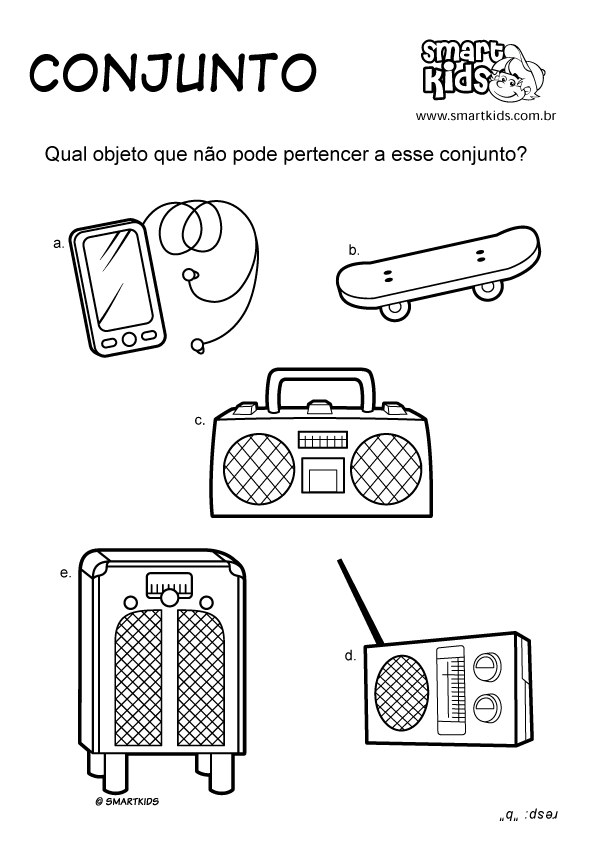 CONJUNTO
smart
kids
www.smartkids.com.br
Qual objeto que não pode pertencer a esse conjunto?
a.
b.
c.
e.
d.
© SMARTKIDS
resp: "b"